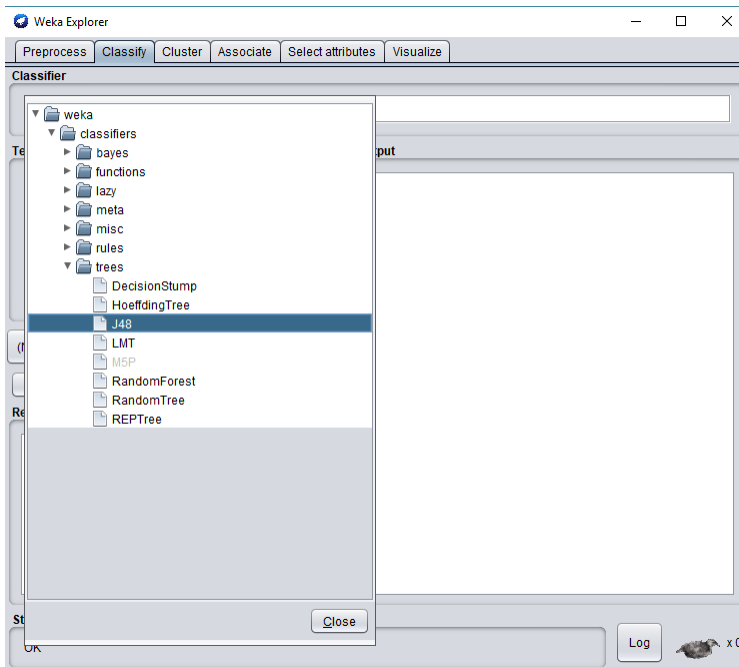 Weka Explorer
Preprocess Classify Cluster Associate Select attributes Visualize
Classifier
weka
classifiers
bayes
functions
lazy
meta
misc
rules
trees
DecisionStump
HoeffdingTree
J48
LMT
M5P
RandomForest
RandomTree
REPTree
Close
OK
Log
x 0